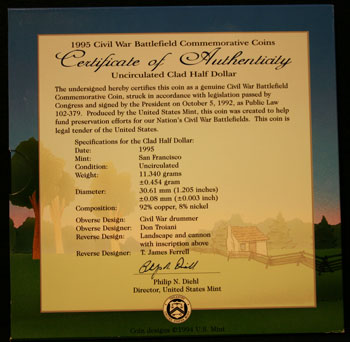 1995 Civil War Battlefield Commemorative Coins
Certificate of Authenticity
Uncirculated Clad Half Dollar
The undersigned hereby certifies this coin as a genuine Civil War Battlefield
Commemorative Coin, struck in accordance with legislation passed by
Congress and signed by the President on October 5, 1992, as Public Law
102-379. Produced by the United States Mint, this coin was created to help
fund preservation efforts for our Nation's Civil War Battlefields. This coin is
legal tender of the United States.
Specifications for the Clad Half Dollar:
Date: 1995
Mint: San Francisco
Condition: Uncirculated
Weight: 11.340 grams
±0.454 gram
Diameter: 30.61 mm (1.205 inches)
±0.08 mm (±0.003 inch)
Composition: 92% copper, 8% nickel
Obverse Design: Civil War drummer
Obverse Designer: Don Troiani
Reverse Design: Landscape and cannon
with inscription above
Reverse Designer: T. James Ferrell
Philip N. Diehl
Philip N. Diehl
Director, United States Mint
Coin designs ©1994 U.S. Mint